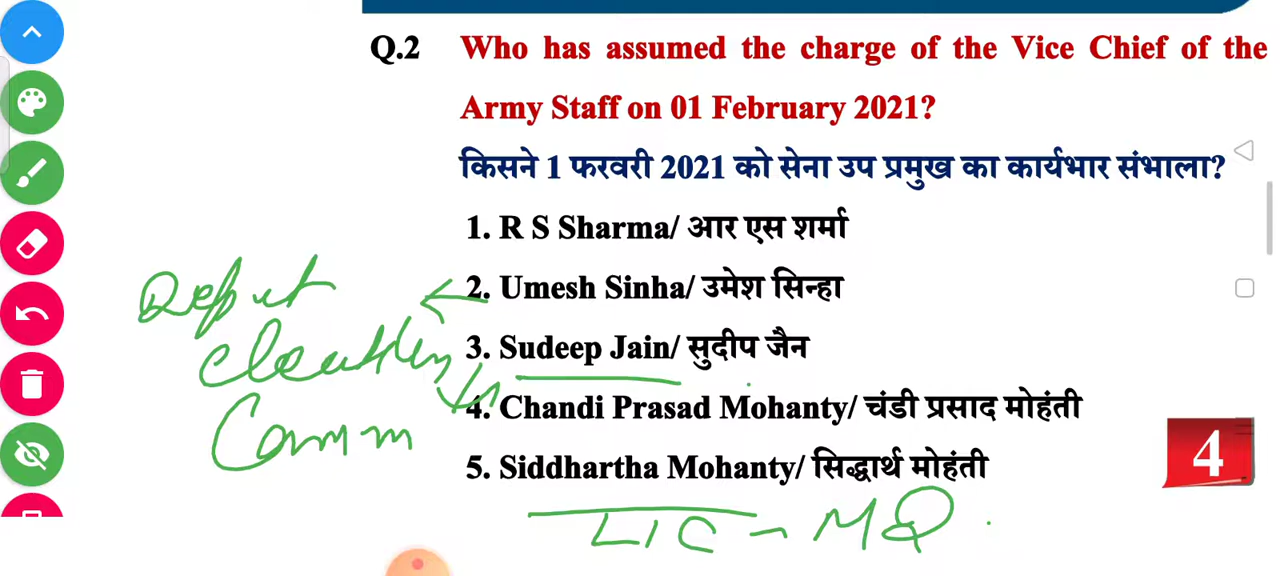 Q.2 Who has assumed the charge of the Vice Chief of the
Army Staff on 01 February 2021?
किसने 1 फरवरी 2021 को सेना उप प्रमुख का कार्यभार संभाला?
1. R S Sharma/ आर एस शर्मा
2. Umesh Sinha/ उमेश सिन्हा
3. Sudeep Jain/ सुदीप जैन
4. Chandi Prasad Mohanty/ चंडी प्रसाद मोहंती
5. Siddhartha Mohanty/ सिद्धार्थ मोहंती
4
Deput
Comm
LIC - MD